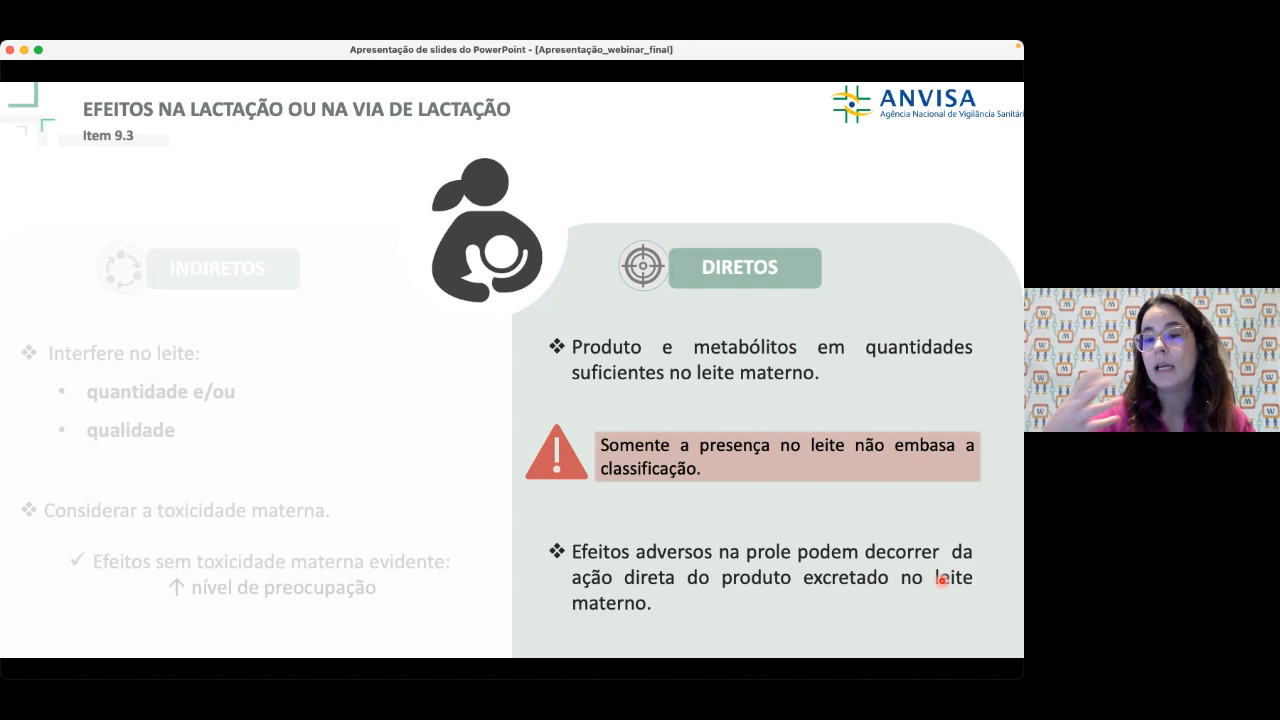 Apresentação de slides do PowerPoint - [Apresentação_webinar_final]
EFEITOS NA LACTAÇÃO OU NA VIA DE LACTAÇÃO
Item 9.3
ANVISA
Agência Nacional de Vigilância Sanitári
INDIRETOS
❖ Interfere no leite:
• quantidade e/ou
• qualidade
❖ Considerar a toxicidade materna.
✓ Efeitos sem toxicidade materna evidente:
↑ nível de preocupação
DIRETOS
❖ Produto e metabólitos em quantidades
suficientes no leite materno.
Somente a presença no leite não embasa a
classificação.
❖ Efeitos adversos na prole podem decorrer da
ação direta do produto excretado no leite
materno.